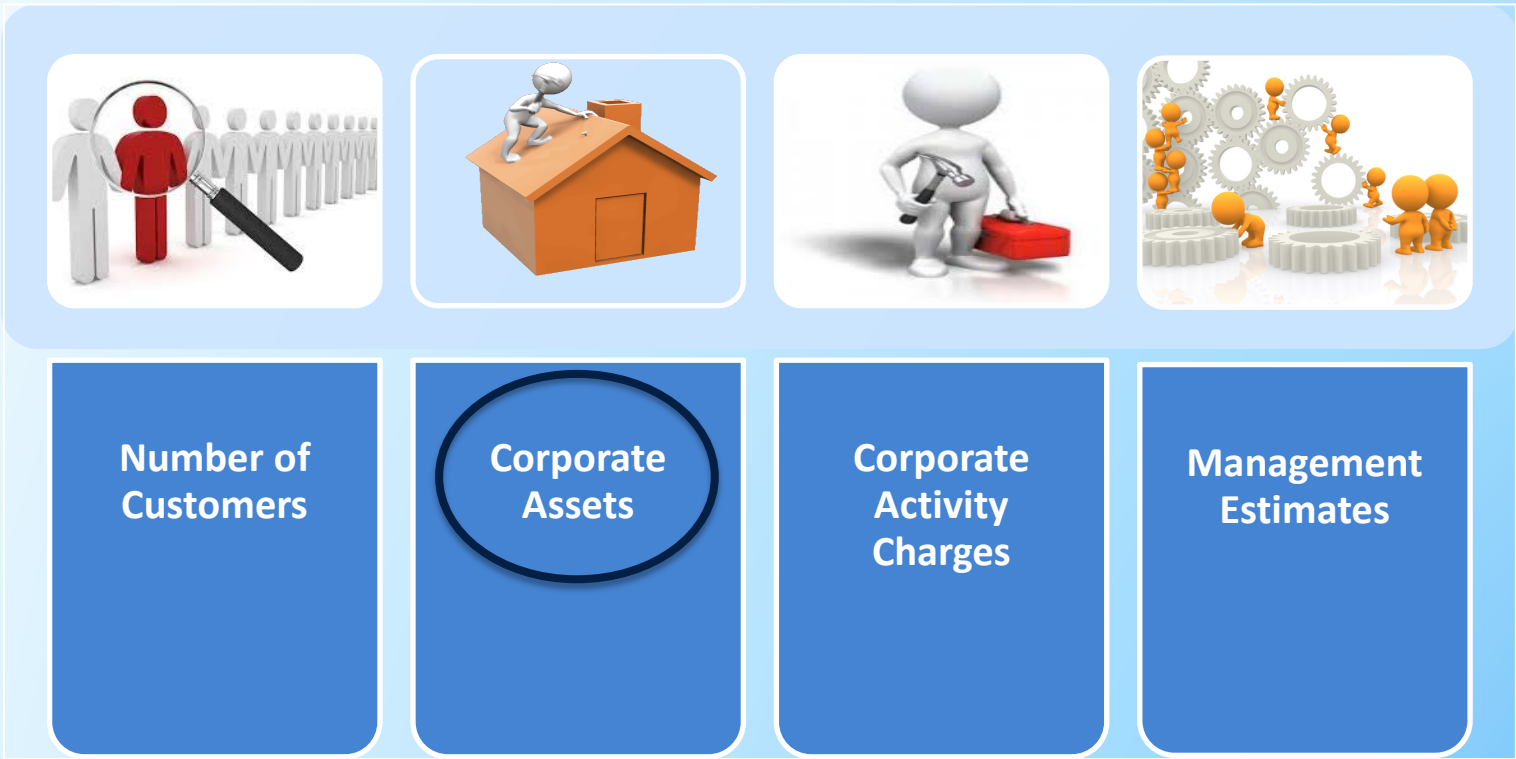 Number of
Customers
Corporate
Assets
Corporate
Activity
Charges
Management
Estimates